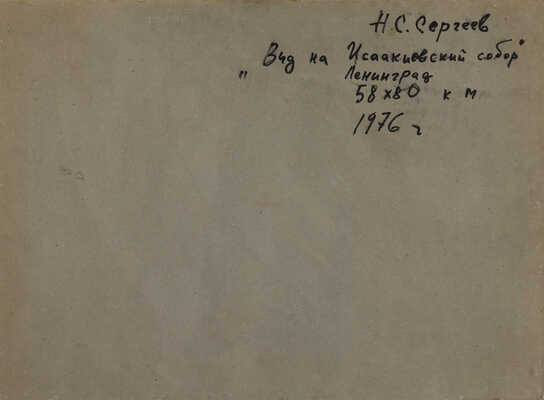 Н.С. Сергеев
„Вид на Исаакиевский собор"
Ленинград
58х80 к м
1976 г